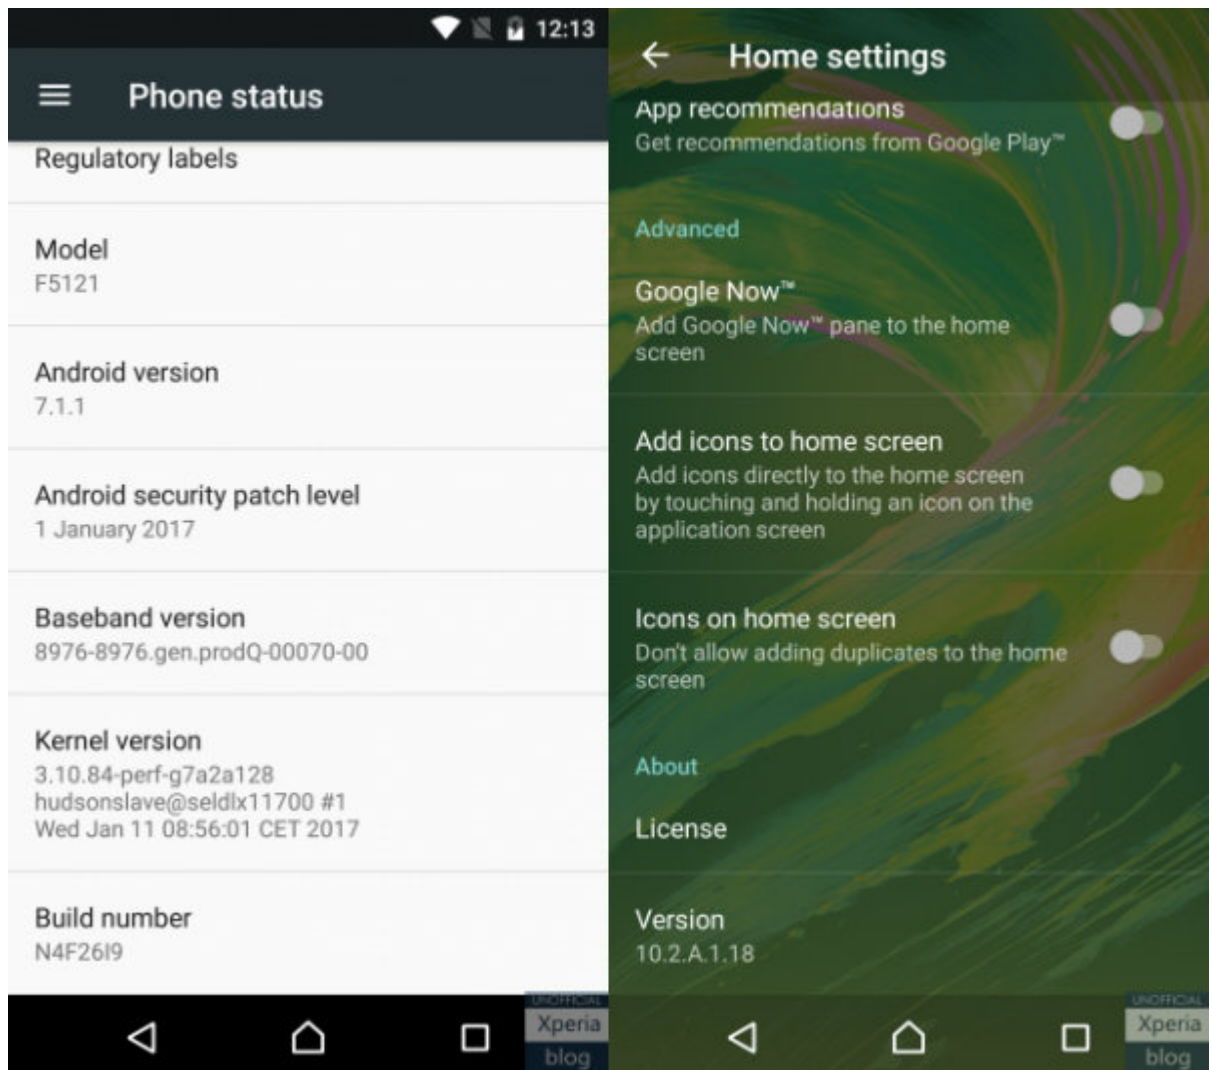 12:13
Phone status
Regulatory labels
Model
F5121
Android version
7.1.1
Android security patch level
1 January 2017
Baseband version
8976-8976.gen.prodQ-00070-00
Kernel version
3.10.84-perf-g7a2a128
hudsonslave@seldlx11700 #1
Wed Jan 11 08:56:01 CET 2017
Build number
N4F26I9
UNOFFICIAL
Xperia
blog
Home settings
App recommendations
Get recommendations from Google Play™
Advanced
Google Now™
Add Google Now™ pane to the home
screen
Add icons to home screen
Add icons directly to the home screen
by touching and holding an icon on the
application screen
Icons on home screen
Don't allow adding duplicates to the home
screen
About
License
Version
10.2.A.1.18
UNOFFICIAL
Xperia
blog